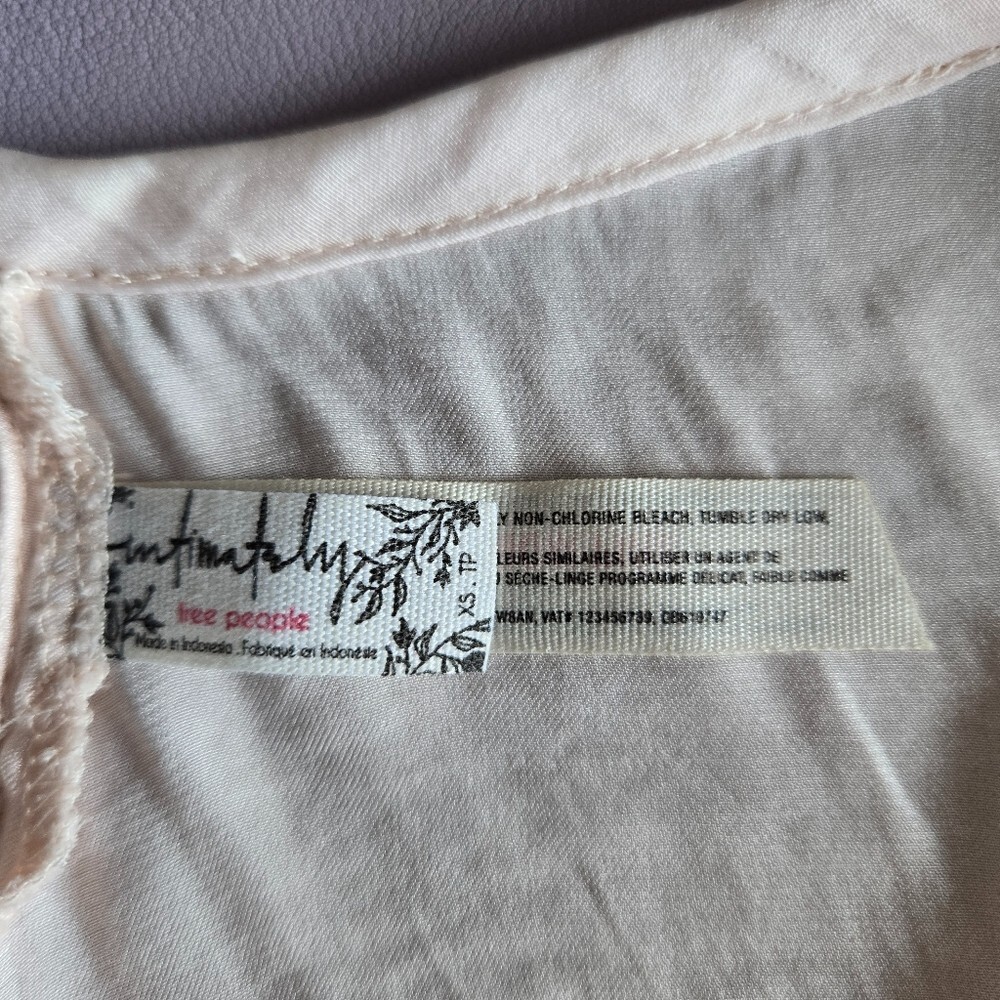 intimately
free people
Made in Indonesia . Fabriqué en Indonésie
XS . TP
Y NON-CHLORINE BLEACH, TUMBLE DRY LOW,
LEURS SIMILAIRES, UTILISER UN AGENT DE
SÈCHE-LINGE PROGRAMME DÉLICAT, FAIBLE COMME
W8AN, VAT# 123456789,